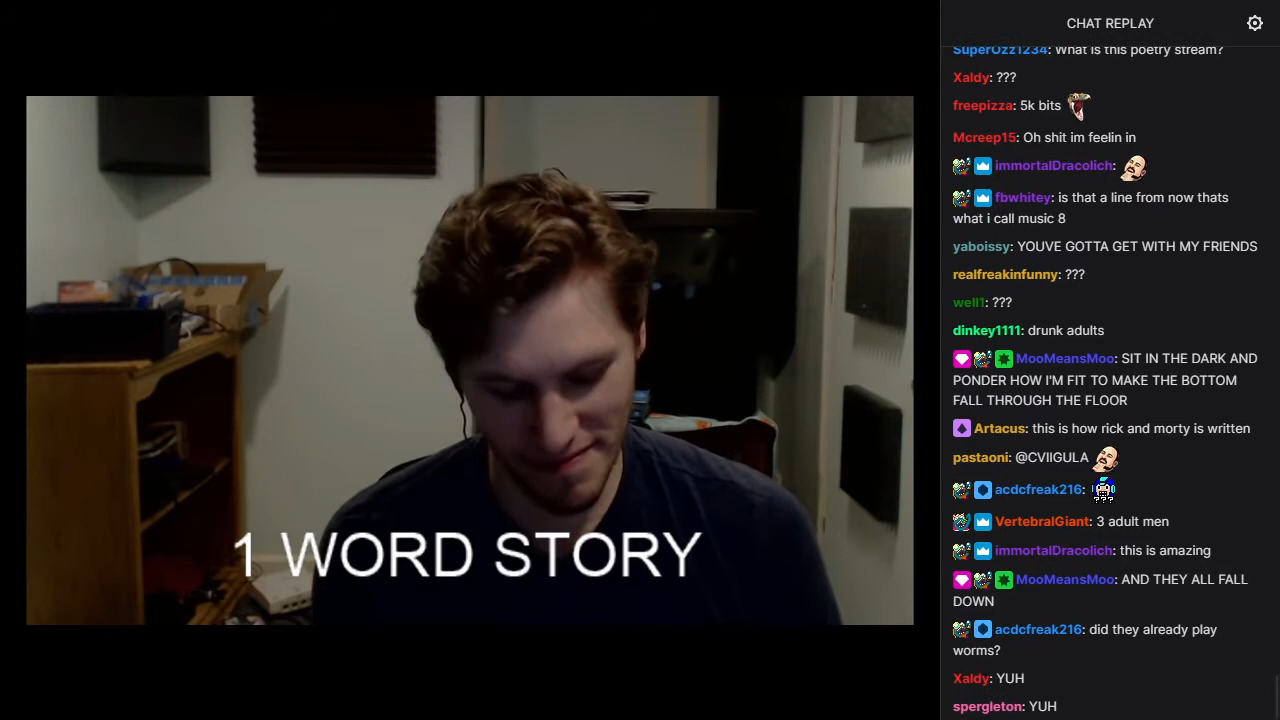 CHAT REPLAY
SuperOzz1234: What is this poetry stream?
Xaldy: ???
freepizza: 5k bits
Mcreep15: Oh shit im feelin in
immortalDracolich:
fbwhitey: is that a line from now thats
what i call music 8
yaboissy: YOUVE GOTTA GET WITH MY FRIENDS
realfreakinfunny: ???
well1: ???
dinkey1111: drunk adults
MooMeansMoo: SIT IN THE DARK AND
PONDER HOW I'M FIT TO MAKE THE BOTTOM
FALL THROUGH THE FLOOR
Artacus: this is how rick and morty is written
pastaoni: @CVIIGULA
acdcfreak216:
VertebralGiant: 3 adult men
immortalDracolich: this is amazing
MooMeansMoo: AND THEY ALL FALL
DOWN
acdcfreak216: did they already play
worms?
Xaldy: YUH
spergleton: YUH
1 WORD STORY